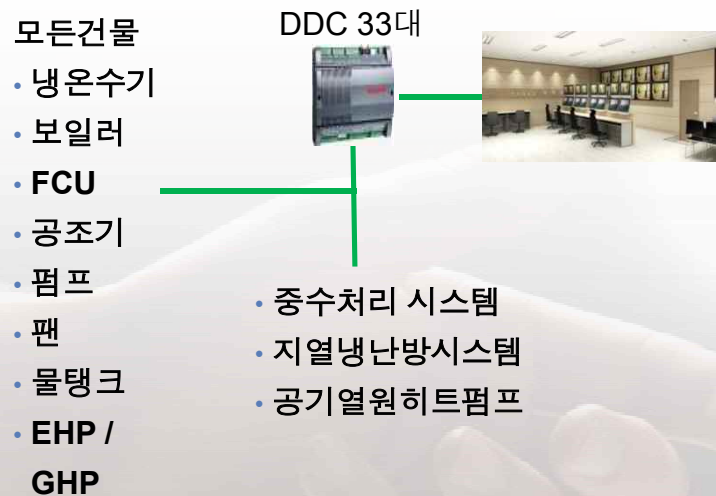 모든건물
• 냉온수기
• 보일러
• FCU
• 공조기
• 펌프
• 팬
• 물탱크
• EHP /
GHP
DDC 33대
• 중수처리 시스템
• 지열냉난방시스템
• 공기열원히트펌프